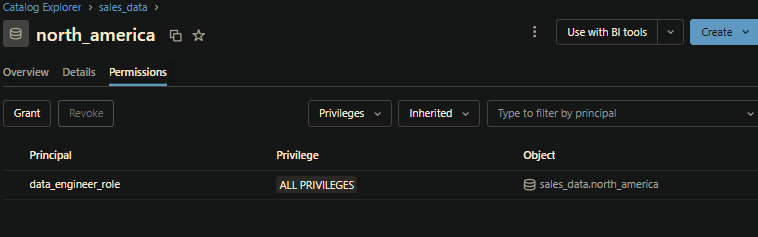 Catalog Explorer > sales_data >
north_america
Use with BI tools
Create
Overview Details Permissions
Grant Revoke Privileges Inherited Type to filter by principal
Principal Privilege Object
data_engineer_role ALL PRIVILEGES sales_data.north_america